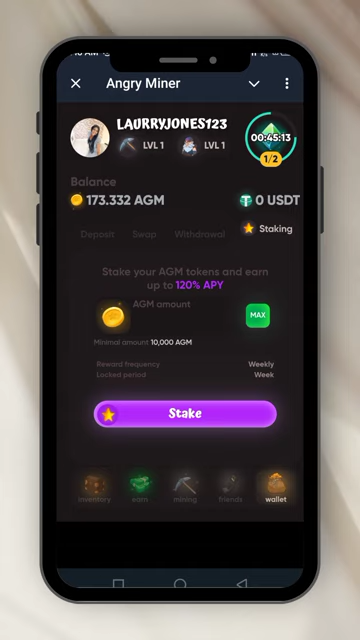 Angry Miner
LAURRYJONES123
LVL 1
LVL 1
00:45:13
1/2
Balance
173.332 AGM
0 USDT
Deposit
Swap
Withdrawal
Staking
Stake your AGM tokens and earn
up to 120% APY
AGM amount
MAX
Minimal amount 10,000 AGM
Reward frequency
Weekly
Locked period
Week
Stake
inventory
earn
mining
friends
wallet